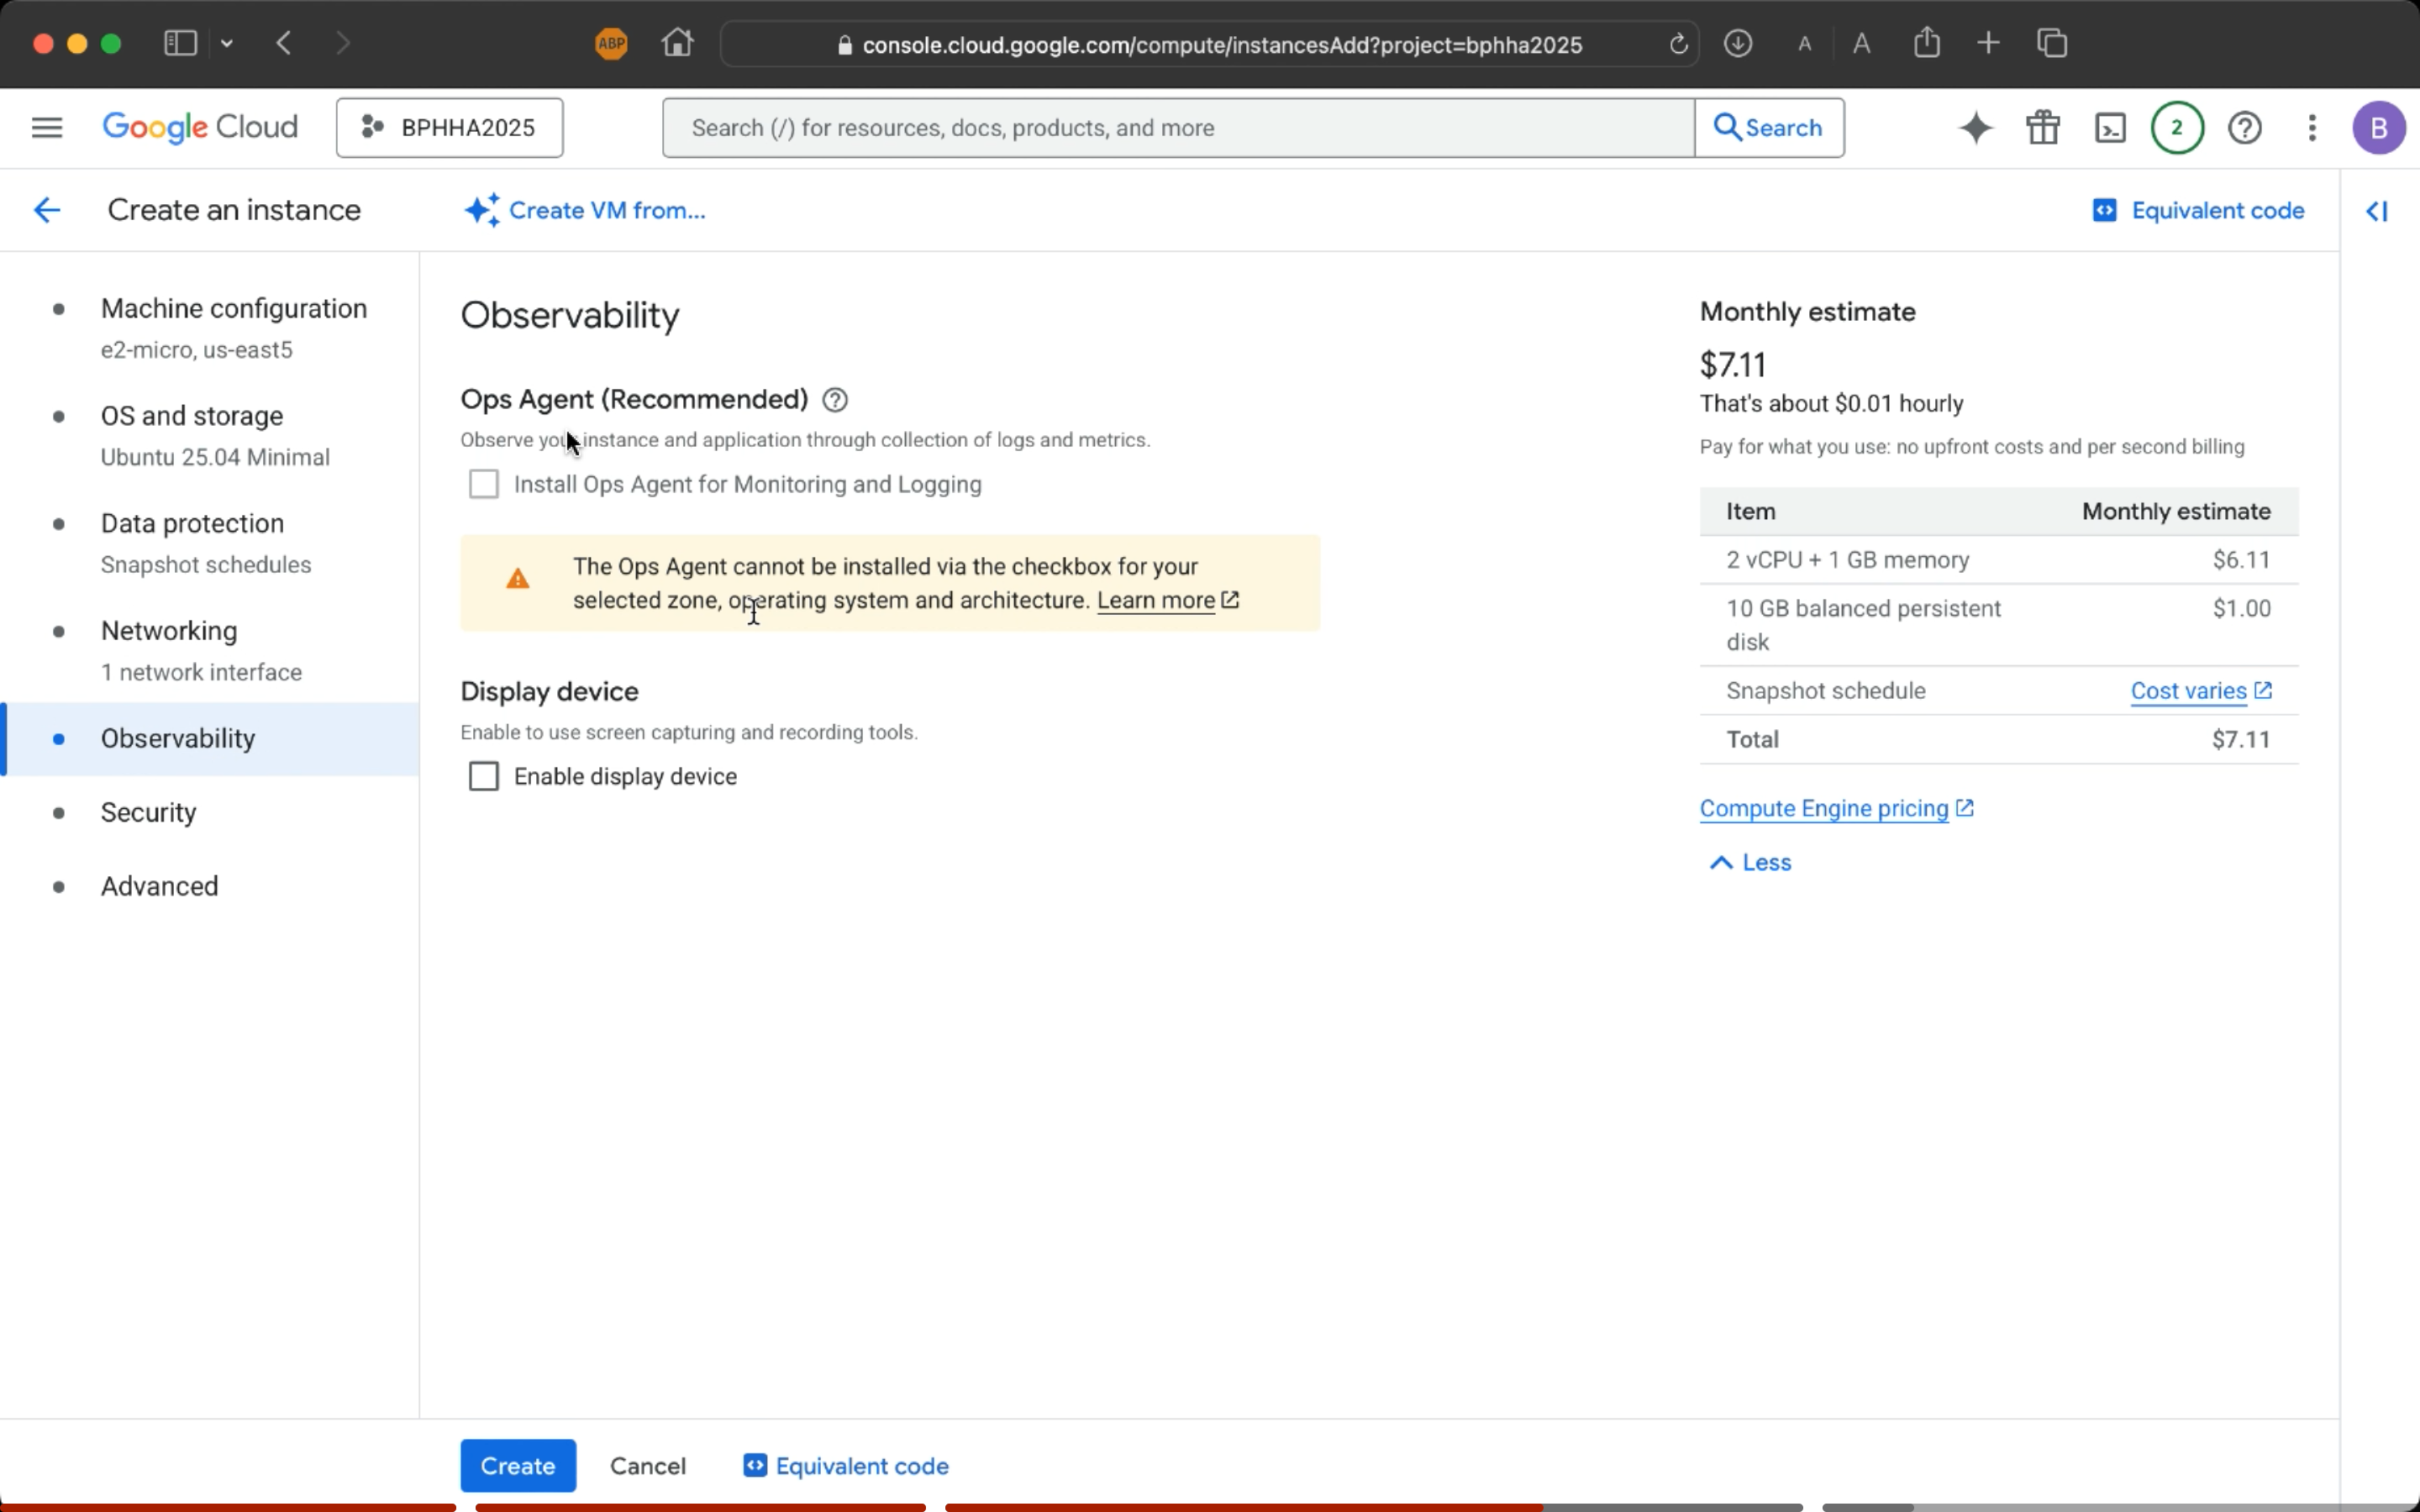 ABP
console.cloud.google.com/compute/instancesAdd?project=bphha2025
A
A
Google Cloud
BPHHA2025
Search (/) for resources, docs, products, and more
Search
2
B
Create an instance
Create VM from...
Equivalent code
Machine configuration
e2-micro, us-east5
OS and storage
Ubuntu 25.04 Minimal
Data protection
Snapshot schedules
Networking
1 network interface
Observability
Security
Advanced
Observability
Ops Agent (Recommended)
Observe your instance and application through collection of logs and metrics.
Install Ops Agent for Monitoring and Logging
The Ops Agent cannot be installed via the checkbox for your
selected zone, operating system and architecture. Learn more
Display device
Enable to use screen capturing and recording tools.
Enable display device
Monthly estimate
$7.11
That's about $0.01 hourly
Pay for what you use: no upfront costs and per second billing
Item Monthly estimate
2 vCPU + 1 GB memory $6.11
10 GB balanced persistent $1.00
disk
Snapshot schedule Cost varies
Total $7.11
Compute Engine pricing
Less
Create
Cancel
Equivalent code